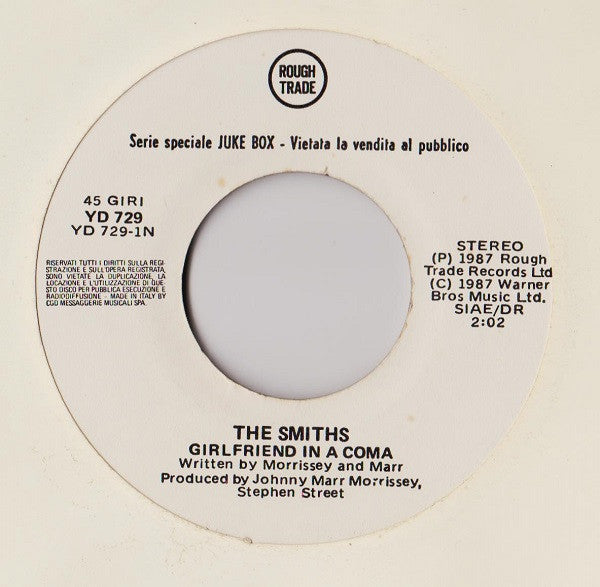 ROUGH
TRADE
Serie speciale JUKE BOX - Vietata la vendita al pubblico
45 GIRI
YD 729
YD 729-1N
RISERVATI TUTTI I DIRITTI SULLA REGI-
STRAZIONE E SULL'OPERA REGISTRATA,
SONO VIETATE LA DUPLICAZIONE, LA
LOCAZIONE E L'UTILIZZAZIONE DI QUE-
STO DISCO PER PUBBLICA ESECUZIONE E
RADIODIFFUSIONE - MADE IN ITALY BY
CGD MESSAGGERIE MUSICALI SPA.
STEREO
(P) 1987 Rough
Trade Records Ltd
(C) 1987 Warner
Bros Music Ltd.
SIAE/DR
2:02
THE SMITHS
GIRLFRIEND IN A COMA
Written by Morrissey and Marr
Produced by Johnny Marr Morrissey,
Stephen Street